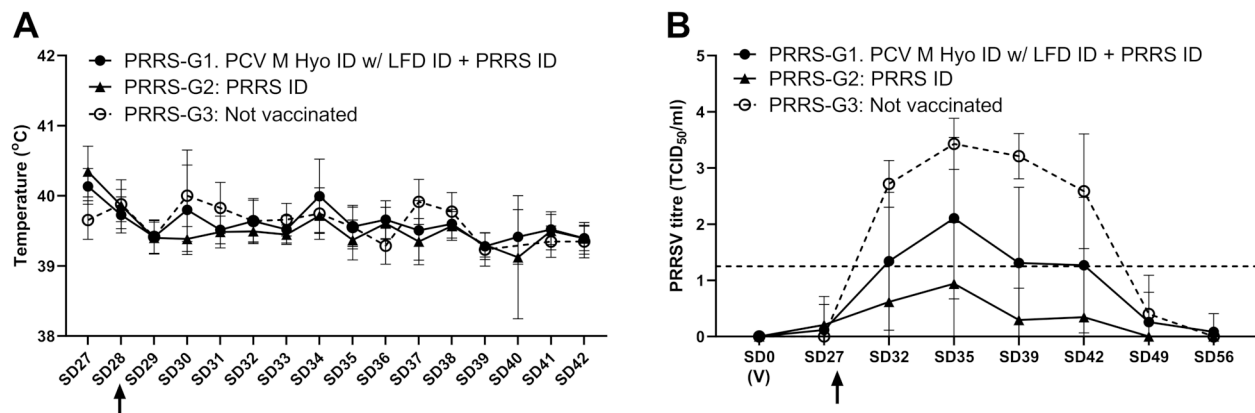 A
42
41
40
39
38
Temperature (°C)
PRRS-G1. PCV M Hyo ID w/ LFD ID + PRRS ID
PRRS-G2: PRRS ID
PRRS-G3: Not vaccinated
SD27
SD28
SD29
SD30
SD31
SD32
SD33
SD34
SD35
SD36
SD37
SD38
SD39
SD40
SD41
SD42
B
5
4
3
2
1
0
PRRSV titre (TCID50/ml)
PRRS-G1. PCV M Hyo ID w/ LFD ID + PRRS ID
PRRS-G2: PRRS ID
PRRS-G3: Not vaccinated
SD0
(V)
SD27
SD32
SD35
SD39
SD42
SD49
SD56